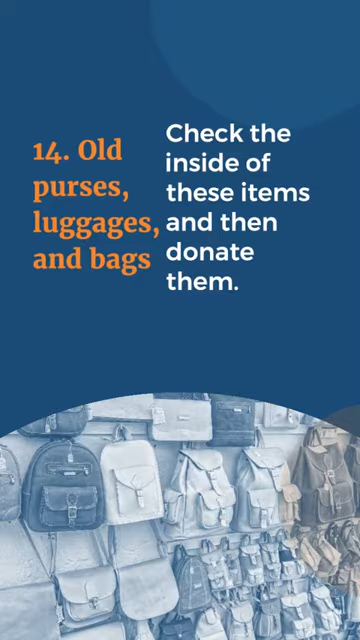 14. Old
purses,
luggages,
and bags
Check the
inside of
these items
and then
donate
them.